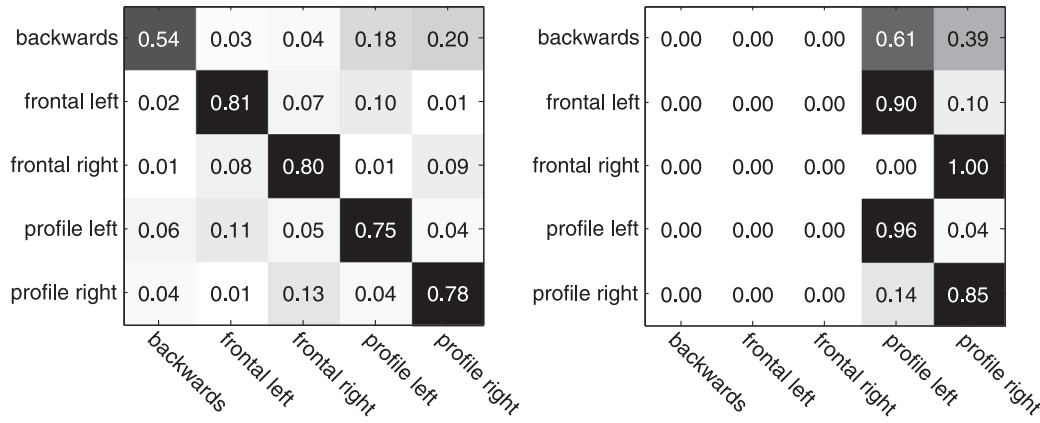 backwards 0.54 0.03 0.04 0.18 0.20
frontal left 0.02 0.81 0.07 0.10 0.01
frontal right 0.01 0.08 0.80 0.01 0.09
profile left 0.06 0.11 0.05 0.75 0.04
profile right 0.04 0.01 0.13 0.04 0.78
backwards frontal left frontal right profile left profile right
backwards 0.00 0.00 0.00 0.61 0.39
frontal left 0.00 0.00 0.00 0.90 0.10
frontal right 0.00 0.00 0.00 0.00 1.00
profile left 0.00 0.00 0.00 0.96 0.04
profile right 0.00 0.00 0.00 0.14 0.85
backwards frontal left frontal right profile left profile right